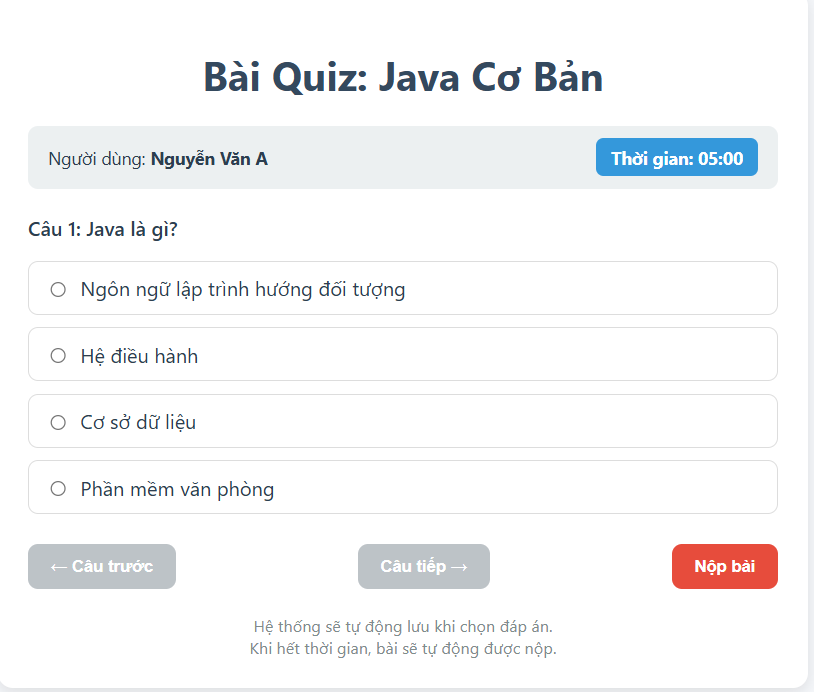 Bài Quiz: Java Cơ Bản
Người dùng: Nguyễn Văn A
Thời gian: 05:00
Câu 1: Java là gì?
Ngôn ngữ lập trình hướng đối tượng
Hệ điều hành
Cơ sở dữ liệu
Phần mềm văn phòng
← Câu trước
Câu tiếp →
Nộp bài
Hệ thống sẽ tự động lưu khi chọn đáp án.
Khi hết thời gian, bài sẽ tự động được nộp.